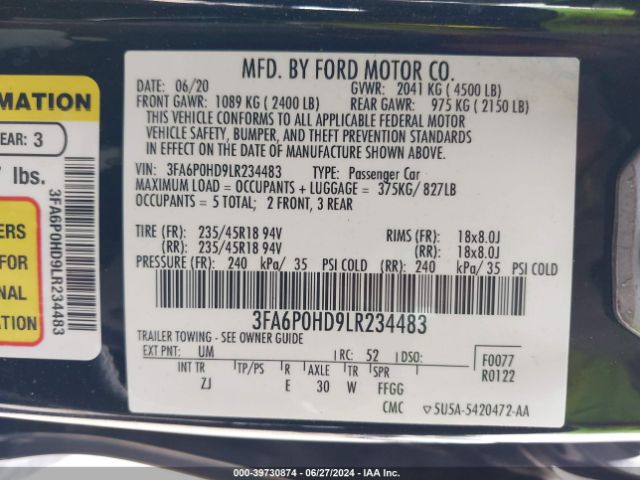 MFD. BY FORD MOTOR CO.
DATE: 06/20 GVWR: 2041 KG ( 4500 LB)
FRONT GAWR: 1089 KG ( 2400 LB) REAR GAWR: 975 KG ( 2150 LB)
THIS VEHICLE CONFORMS TO ALL APPLICABLE FEDERAL MOTOR
VEHICLE SAFETY, BUMPER, AND THEFT PREVENTION STANDARDS
IN EFFECT ON THE DATE OF MANUFACTURE SHOWN ABOVE.
VIN: 3FA6P0HD9LR234483 TYPE: Passenger Car
MAXIMUM LOAD = OCCUPANTS + LUGGAGE = 375KG/ 827LB
OCCUPANTS = 5 TOTAL; 2 FRONT, 3 REAR
TIRE (FR): 235/45R18 94V RIMS (FR): 18x8.0J
(RR): 235/45R18 94V (RR): 18x8.0J
PRESSURE (FR): 240 kPa/ 35 PSI COLD (RR): 240 kPa/ 35 PSI COLD
3FA6P0HD9LR234483
TRAILER TOWING - SEE OWNER GUIDE
EXT PNT: UM RC: 52 DSO: F0077
INT TR TP/PS R AXLE TR SPR R0122
ZJ E 30 W FFGG
CMC 5U5A-5420472-AA
RMATION
EAR: 3
lbs.
3FA6P0HD9LR234483
ERS
FOR
NAL
ATION
000-39730874 | 06/27/2024 | IAA Inc.